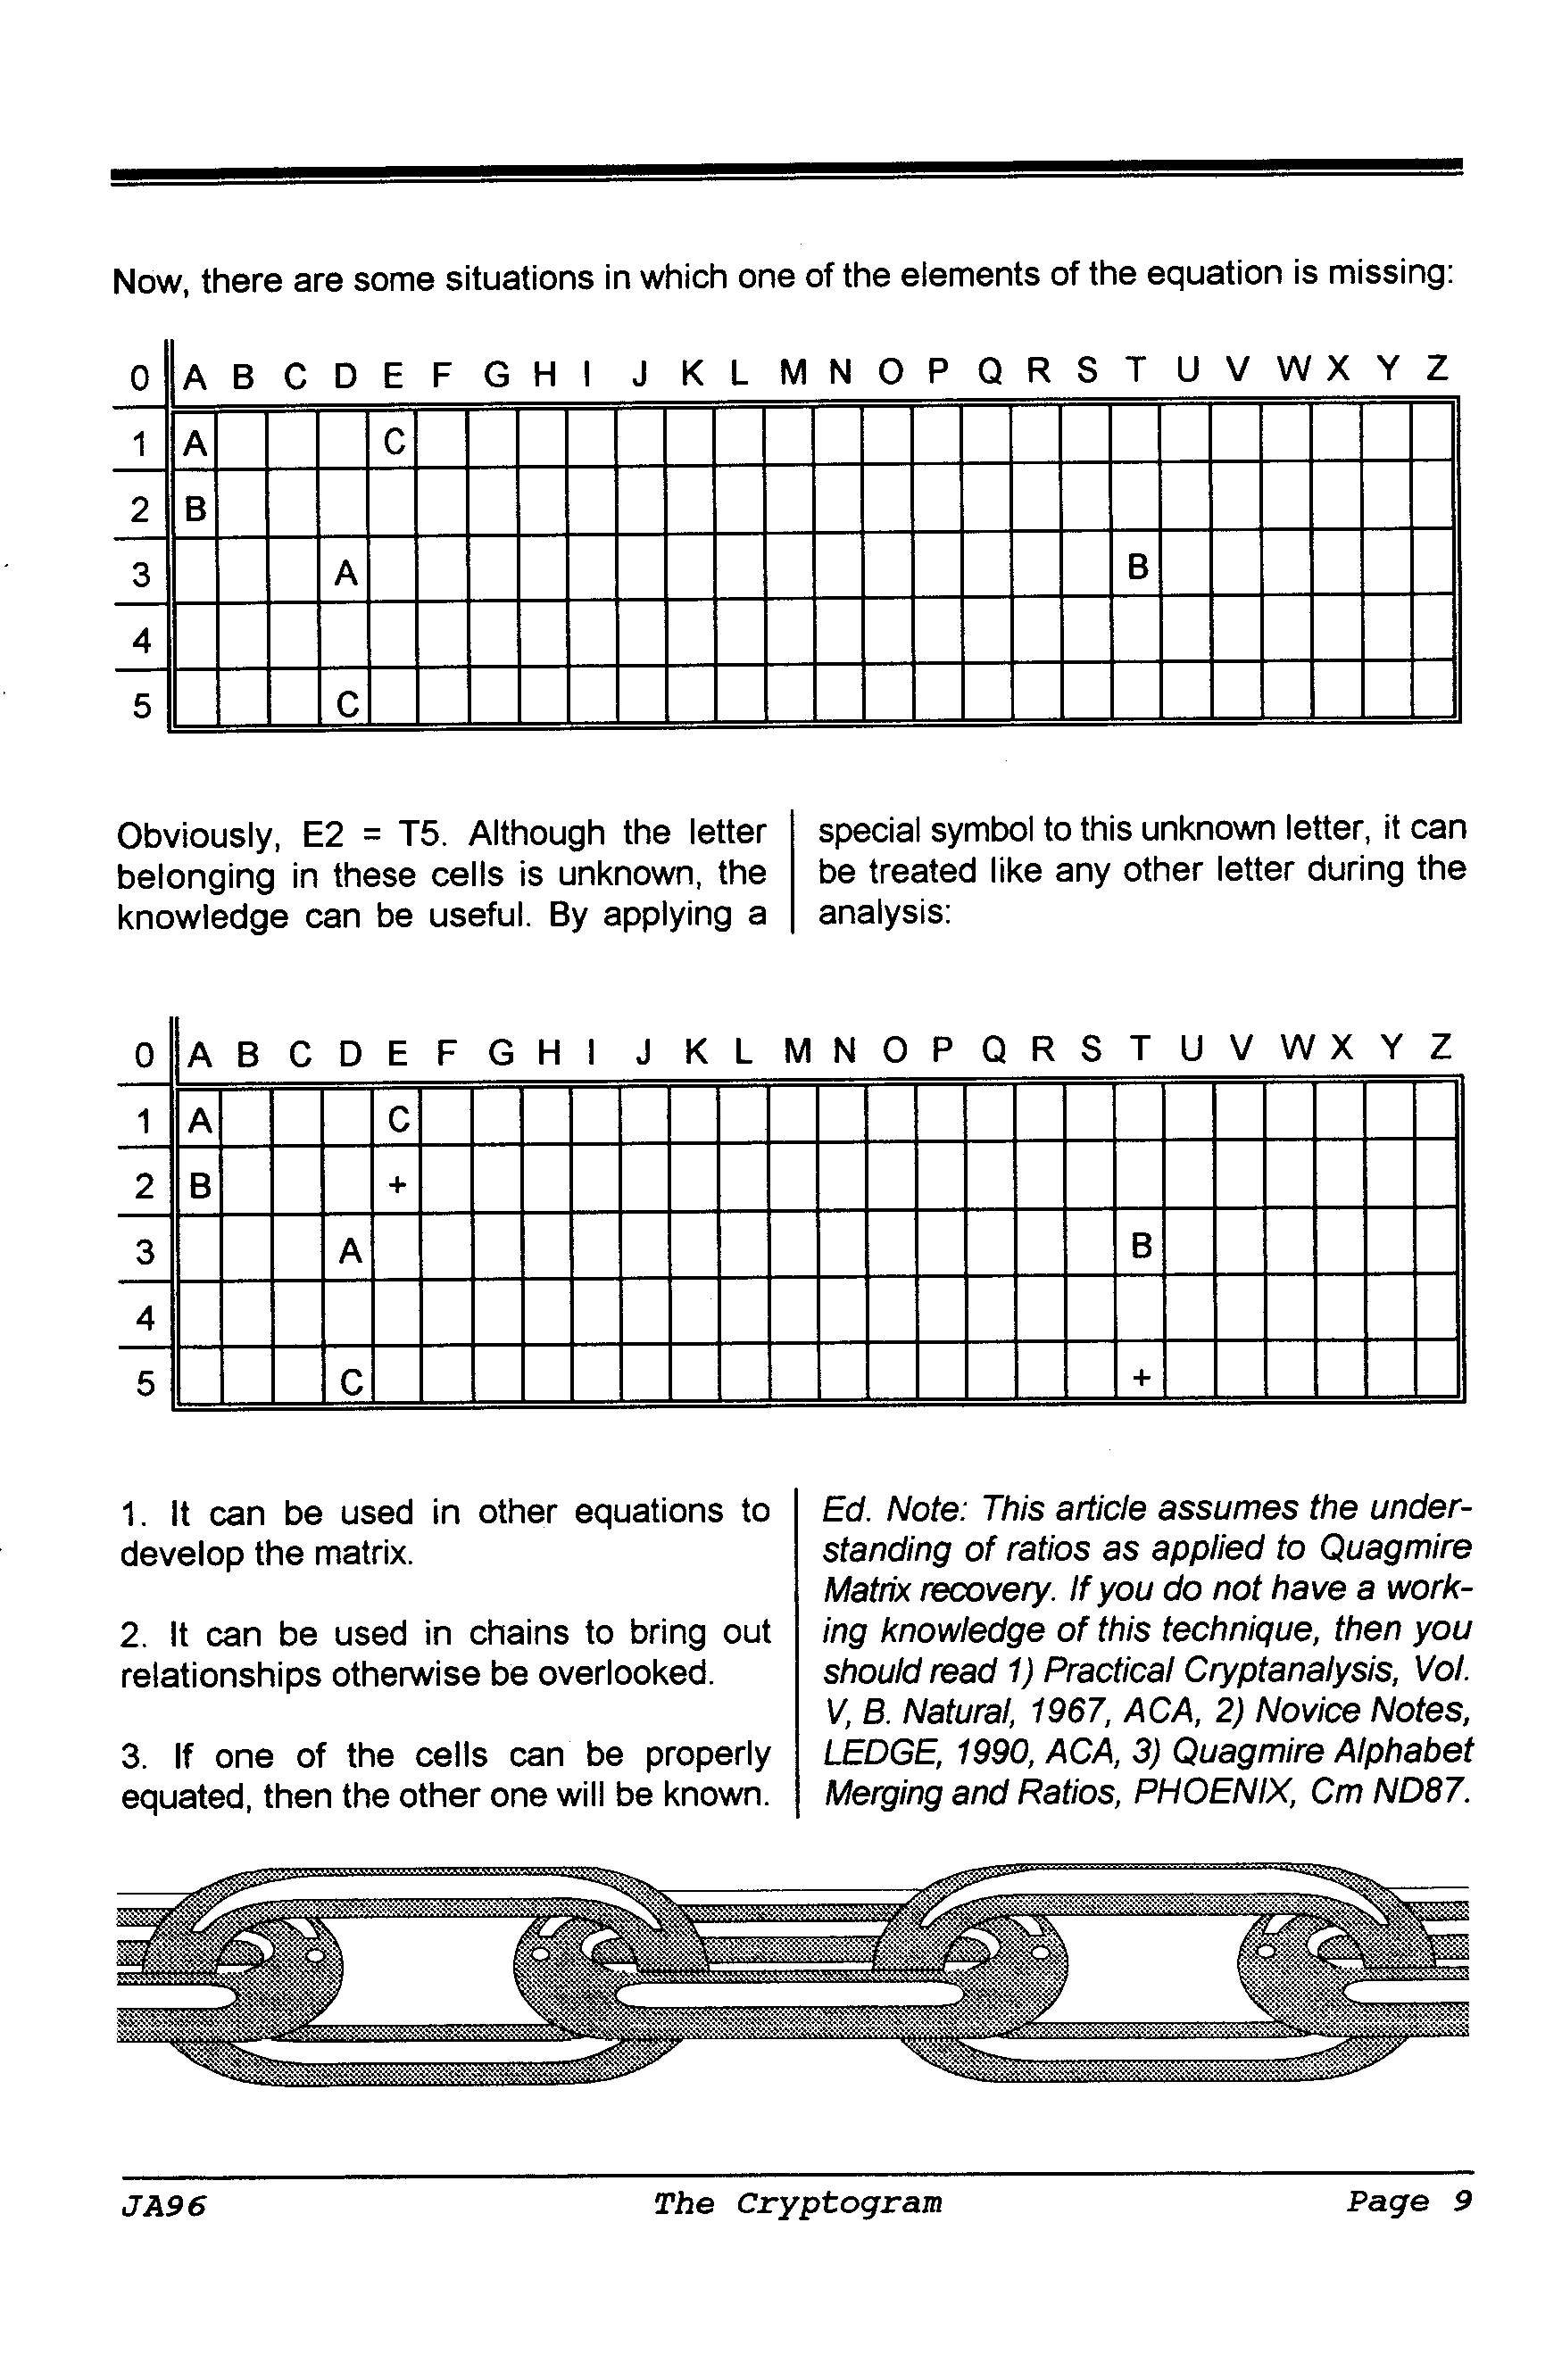 Now, there are some situations in which one of the elements of the equation is missing:
0 A B C D E F G H I J K L M N O P Q R S T U V W X Y Z
1 A C
2 B
3 A B
4
5 C
Obviously, E2 = T5. Although the letter
belonging in these cells is unknown, the
knowledge can be useful. By applying a
special symbol to this unknown letter, it can
be treated like any other letter during the
analysis:
0 A B C D E F G H I J K L M N O P Q R S T U V W X Y Z
1 A C
2 B +
3 A B
4
5 C +
1. It can be used in other equations to
develop the matrix.
2. It can be used in chains to bring out
relationships otherwise be overlooked.
3. If one of the cells can be properly
equated, then the other one will be known.
Ed. Note: This article assumes the under-
standing of ratios as applied to Quagmire
Matrix recovery. If you do not have a work-
ing knowledge of this technique, then you
should read 1) Practical Cryptanalysis, Vol.
V, B. Natural, 1967, ACA, 2) Novice Notes,
LEDGE, 1990, ACA, 3) Quagmire Alphabet
Merging and Ratios, PHOENIX, Cm ND87.
JA96 The Cryptogram Page 9